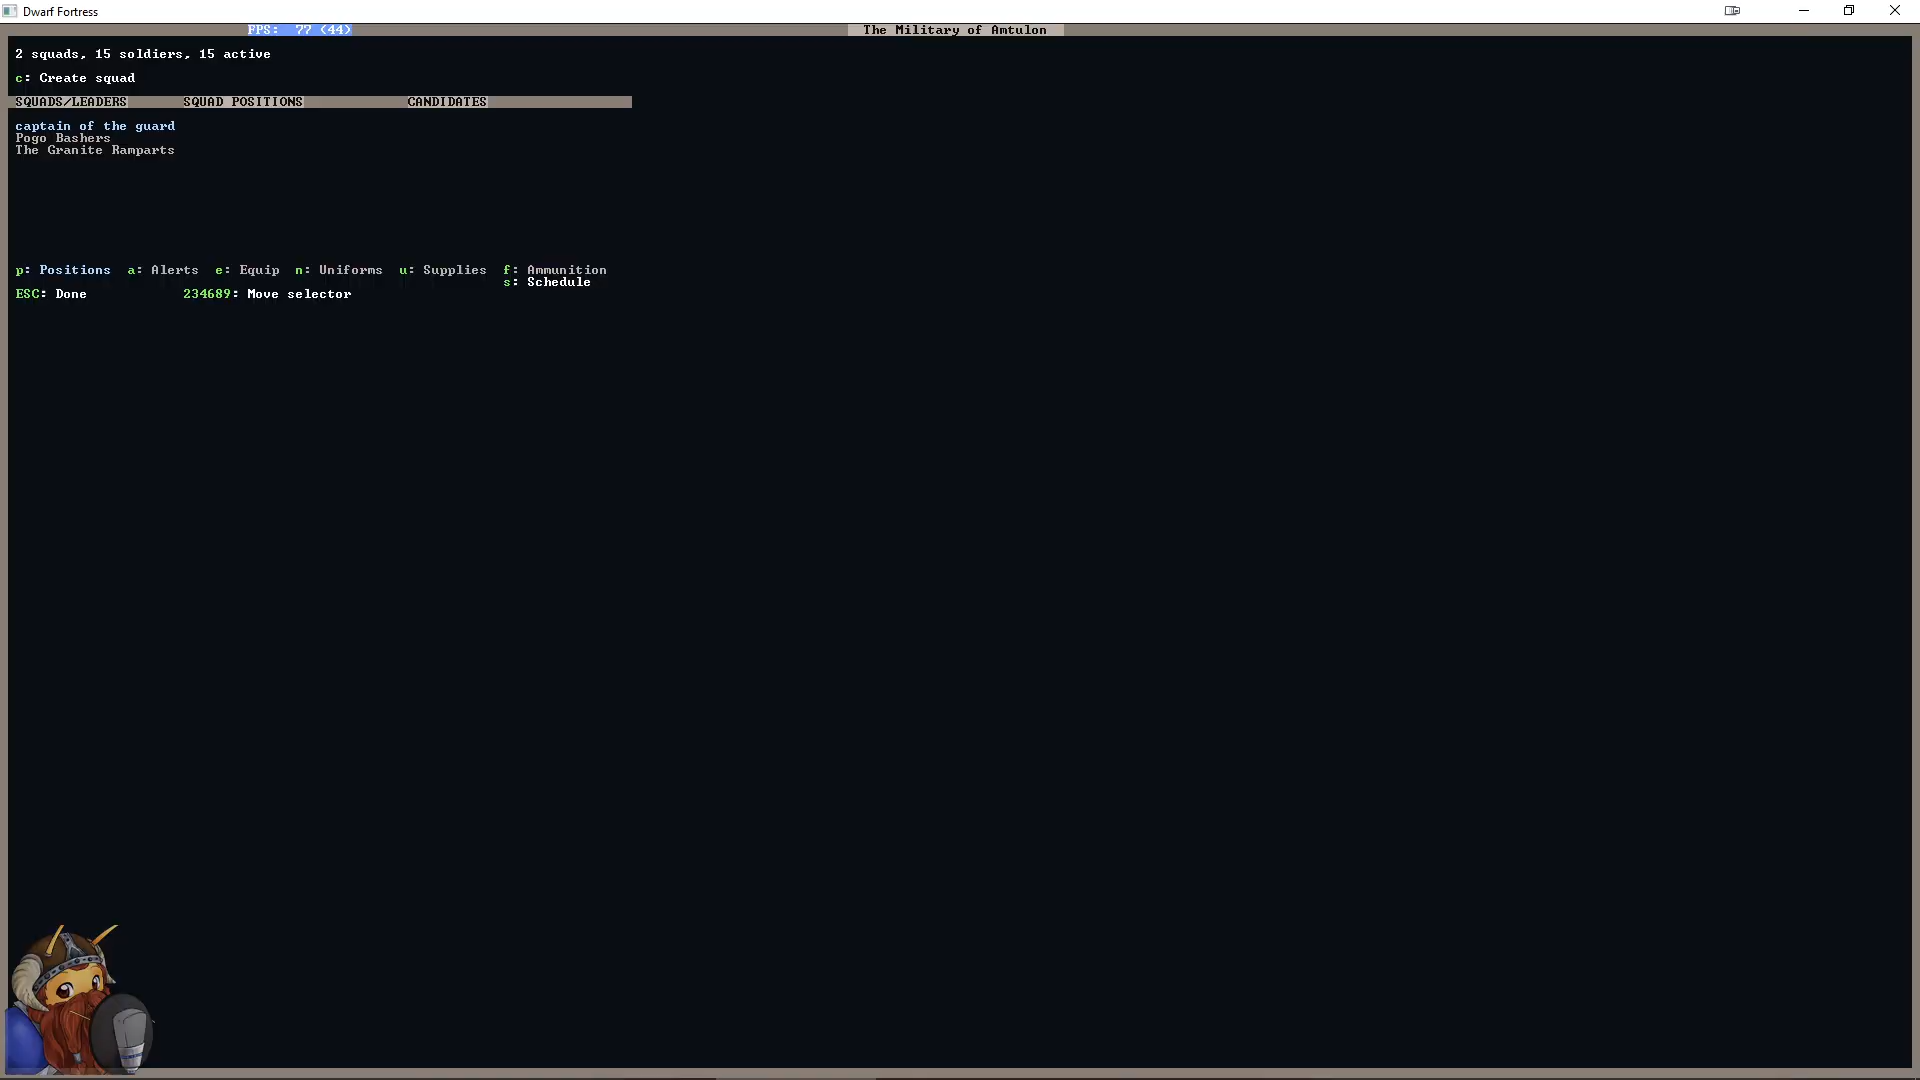 Dwarf Fortress
FPS:  77 (44)
The Military of Amtulon
2 squads, 15 soldiers, 15 active
c: Create squad
SQUADS/LEADERS SQUAD POSITIONS CANDIDATES
captain of the guard
Pogo Bashers
The Granite Ramparts
p: Positions a: Alerts e: Equip n: Uniforms u: Supplies f: Ammunition
s: Schedule
ESC: Done 234689: Move selector